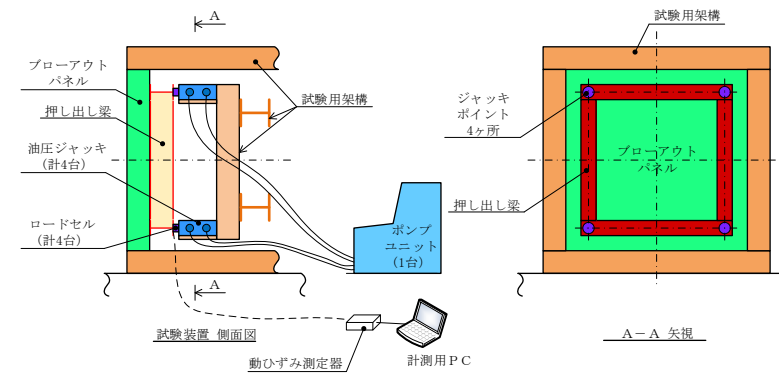 A
ブローアウト
パネル
押し出し梁
油圧ジャッキ
(計4台)
ロードセル
(計4台)
試験用架構
ポンプ
ユニット
(1台)
A
試験装置 側面図
動ひずみ測定器
計測用PC
試験用架構
ジャッキ
ポイント
4ヶ所
ブローアウト
パネル
押し出し梁
A-A 矢視